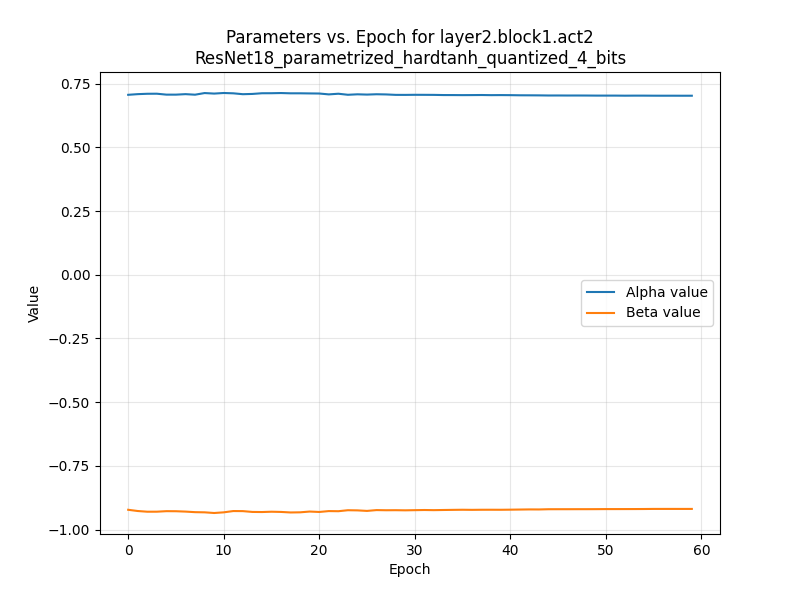 Parameters vs. Epoch for layer2.block1.act2
ResNet18_parametrized_hardtanh_quantized_4_bits
0.75
0.50
0.25
0.00
−0.25
−0.50
−0.75
−1.00
Value
Alpha value
Beta value
0 10 20 30 40 50 60
Epoch